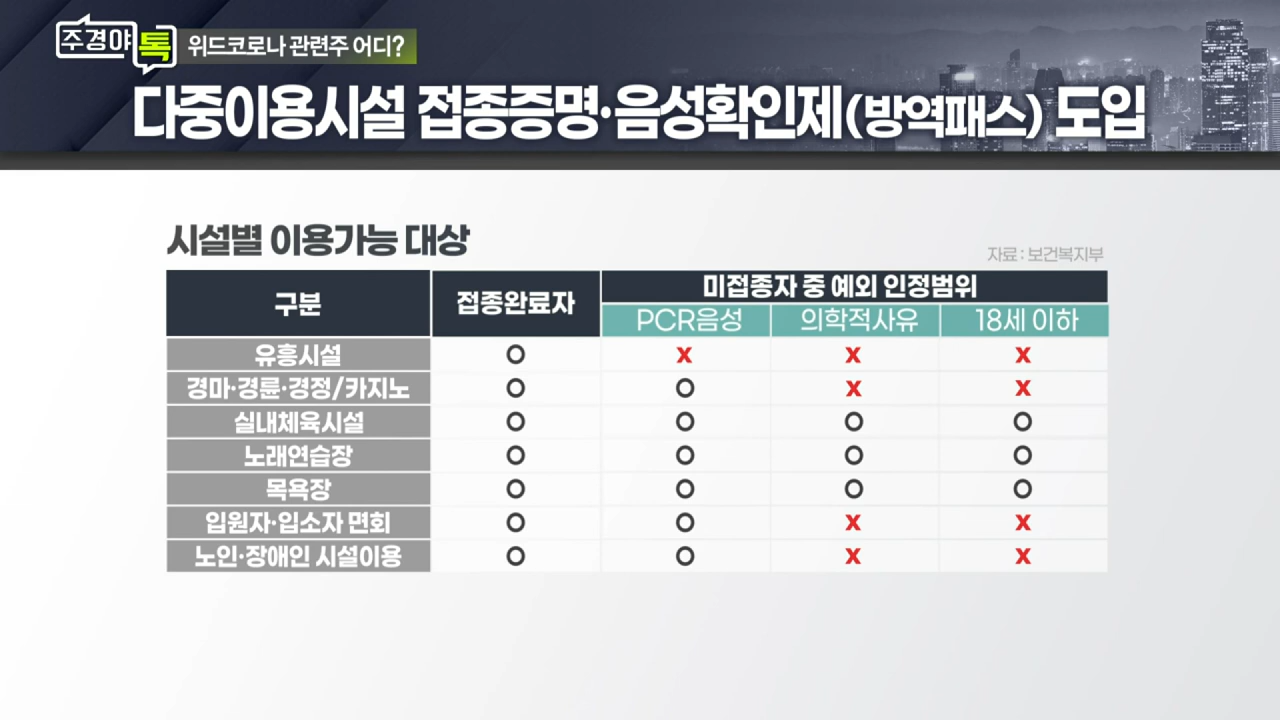 주경야톡 위드코로나 관련주 어디?
다중이용시설 접종증명·음성확인제(방역패스) 도입
시설별 이용가능 대상
자료 : 보건복지부
구분 접종완료자 미접종자 중 예외 인정범위
PCR음성 의학적사유 18세 이하
유흥시설 O X X X
경마·경륜·경정/카지노 O O X X
실내체육시설 O O O O
노래연습장 O O O O
목욕장 O O O O
입원자·입소자 면회 O O X X
노인·장애인 시설이용 O O X X